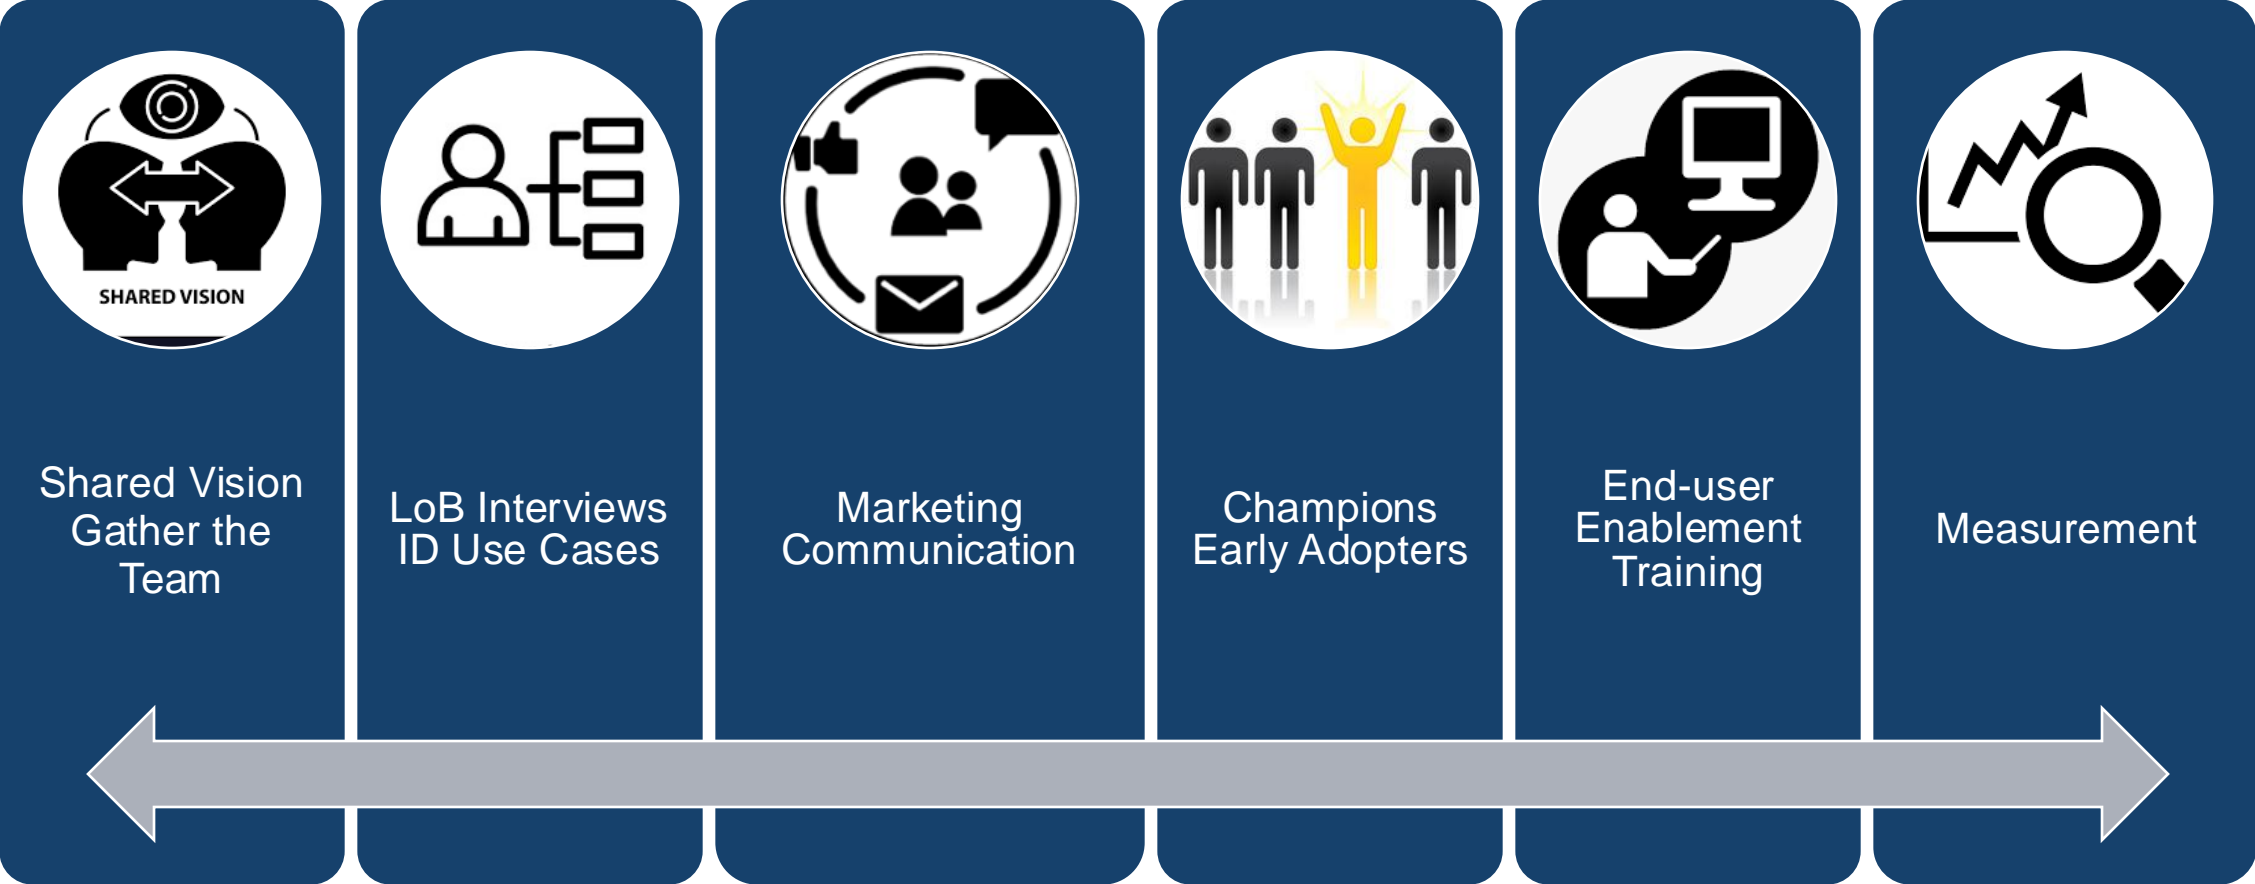 SHARED VISION
Shared Vision
Gather the
Team
LoB Interviews
ID Use Cases
Marketing
Communication
Champions
Early Adopters
End-user
Enablement
Training
Measurement